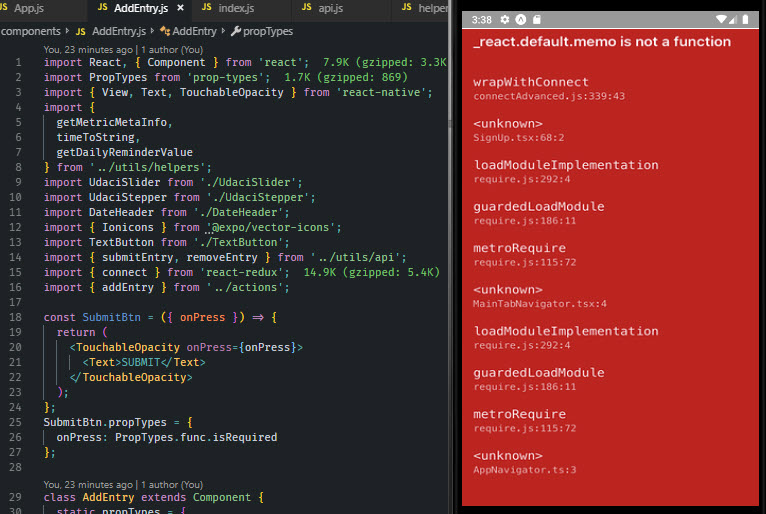 App.js AddEntry.js × index.js api.js helper
components > AddEntry.js > AddEntry > propTypes
You, 23 minutes ago | 1 author (You)
1 import React, { Component } from 'react'; 7.9K (gzipped: 3.3K
2 import PropTypes from 'prop-types'; 1.7K (gzipped: 869)
3 import { View, Text, TouchableOpacity } from 'react-native';
4 import {
5 getMetricMetaInfo,
6 timeToString,
7 getDailyReminderValue
8 } from '../utils/helpers';
9 import UdaciSlider from './UdaciSlider';
10 import UdaciStepper from './UdaciStepper';
11 import DateHeader from './DateHeader';
12 import { Ionicons } from '@expo/vector-icons';
13 import TextButton from './TextButton';
14 import { submitEntry, removeEntry } from '../utils/api';
15 import { connect } from 'react-redux'; 14.9K (gzipped: 5.4K)
16 import { addEntry } from '../actions';
17
18 const SubmitBtn = ({ onPress }) => {
19 return (
20 <TouchableOpacity onPress={onPress}>
21 <Text>SUBMIT</Text>
22 </TouchableOpacity>
23 );
24 };
25 SubmitBtn.propTypes = {
26 onPress: PropTypes.func.isRequired
27 };
28
You, 23 minutes ago | 1 author (You)
29 class AddEntry extends Component {
30 static propTypes = {
3:38
_react.default.memo is not a function
wrapWithConnect
connectAdvanced.js:339:43
<unknown>
SignUp.tsx:68:2
loadModuleImplementation
require.js:292:4
guardedLoadModule
require.js:186:11
metroRequire
require.js:115:72
<unknown>
MainTabNavigator.tsx:4
loadModuleImplementation
require.js:292:4
guardedLoadModule
require.js:186:11
metroRequire
require.js:115:72
<unknown>
AppNavigator.ts:3